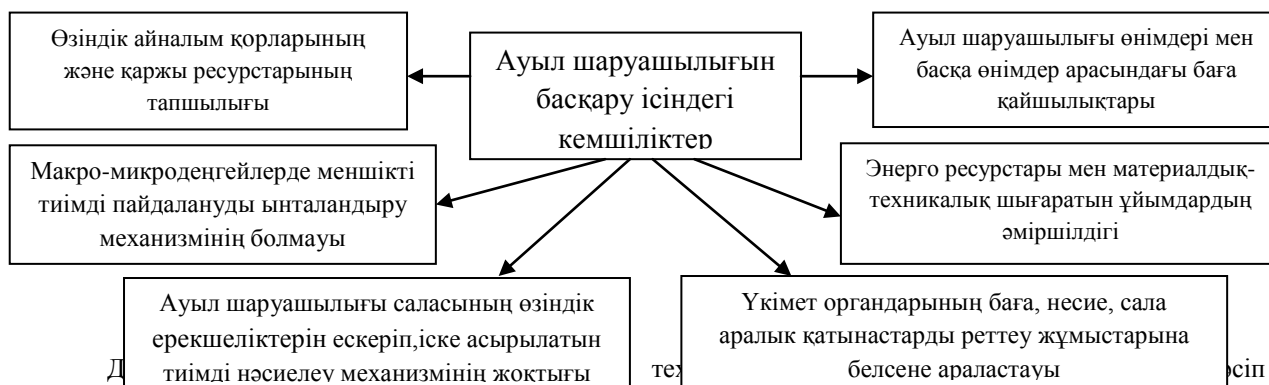 Өзіндік айналым қорларының
және қаржы ресурстарының
тапшылығы
Ауыл шаруашылығын
басқару ісіндегі
кемшіліктер
Ауыл шаруашылығы өнімдері мен
басқа өнімдер арасындағы баға
қайшылықтары
Макро-микродеңгейлерде меншікті
тиімді пайдалануды ынталандыру
механизмінің болмауы
Энерго ресурстары мен материалдық-
техникалық шығаратын ұйымдардың
әміршілдігі
Ауыл шаруашылығы саласының өзіндік
ерекшеліктерін ескеріп,іске асырылатын
тиімді нәсиелеу механизмінің жоқтығы
Үкімет органдарының баға, несие, сала
аралык қатынастарды реттеу жұмыстарына
белсене араластауы